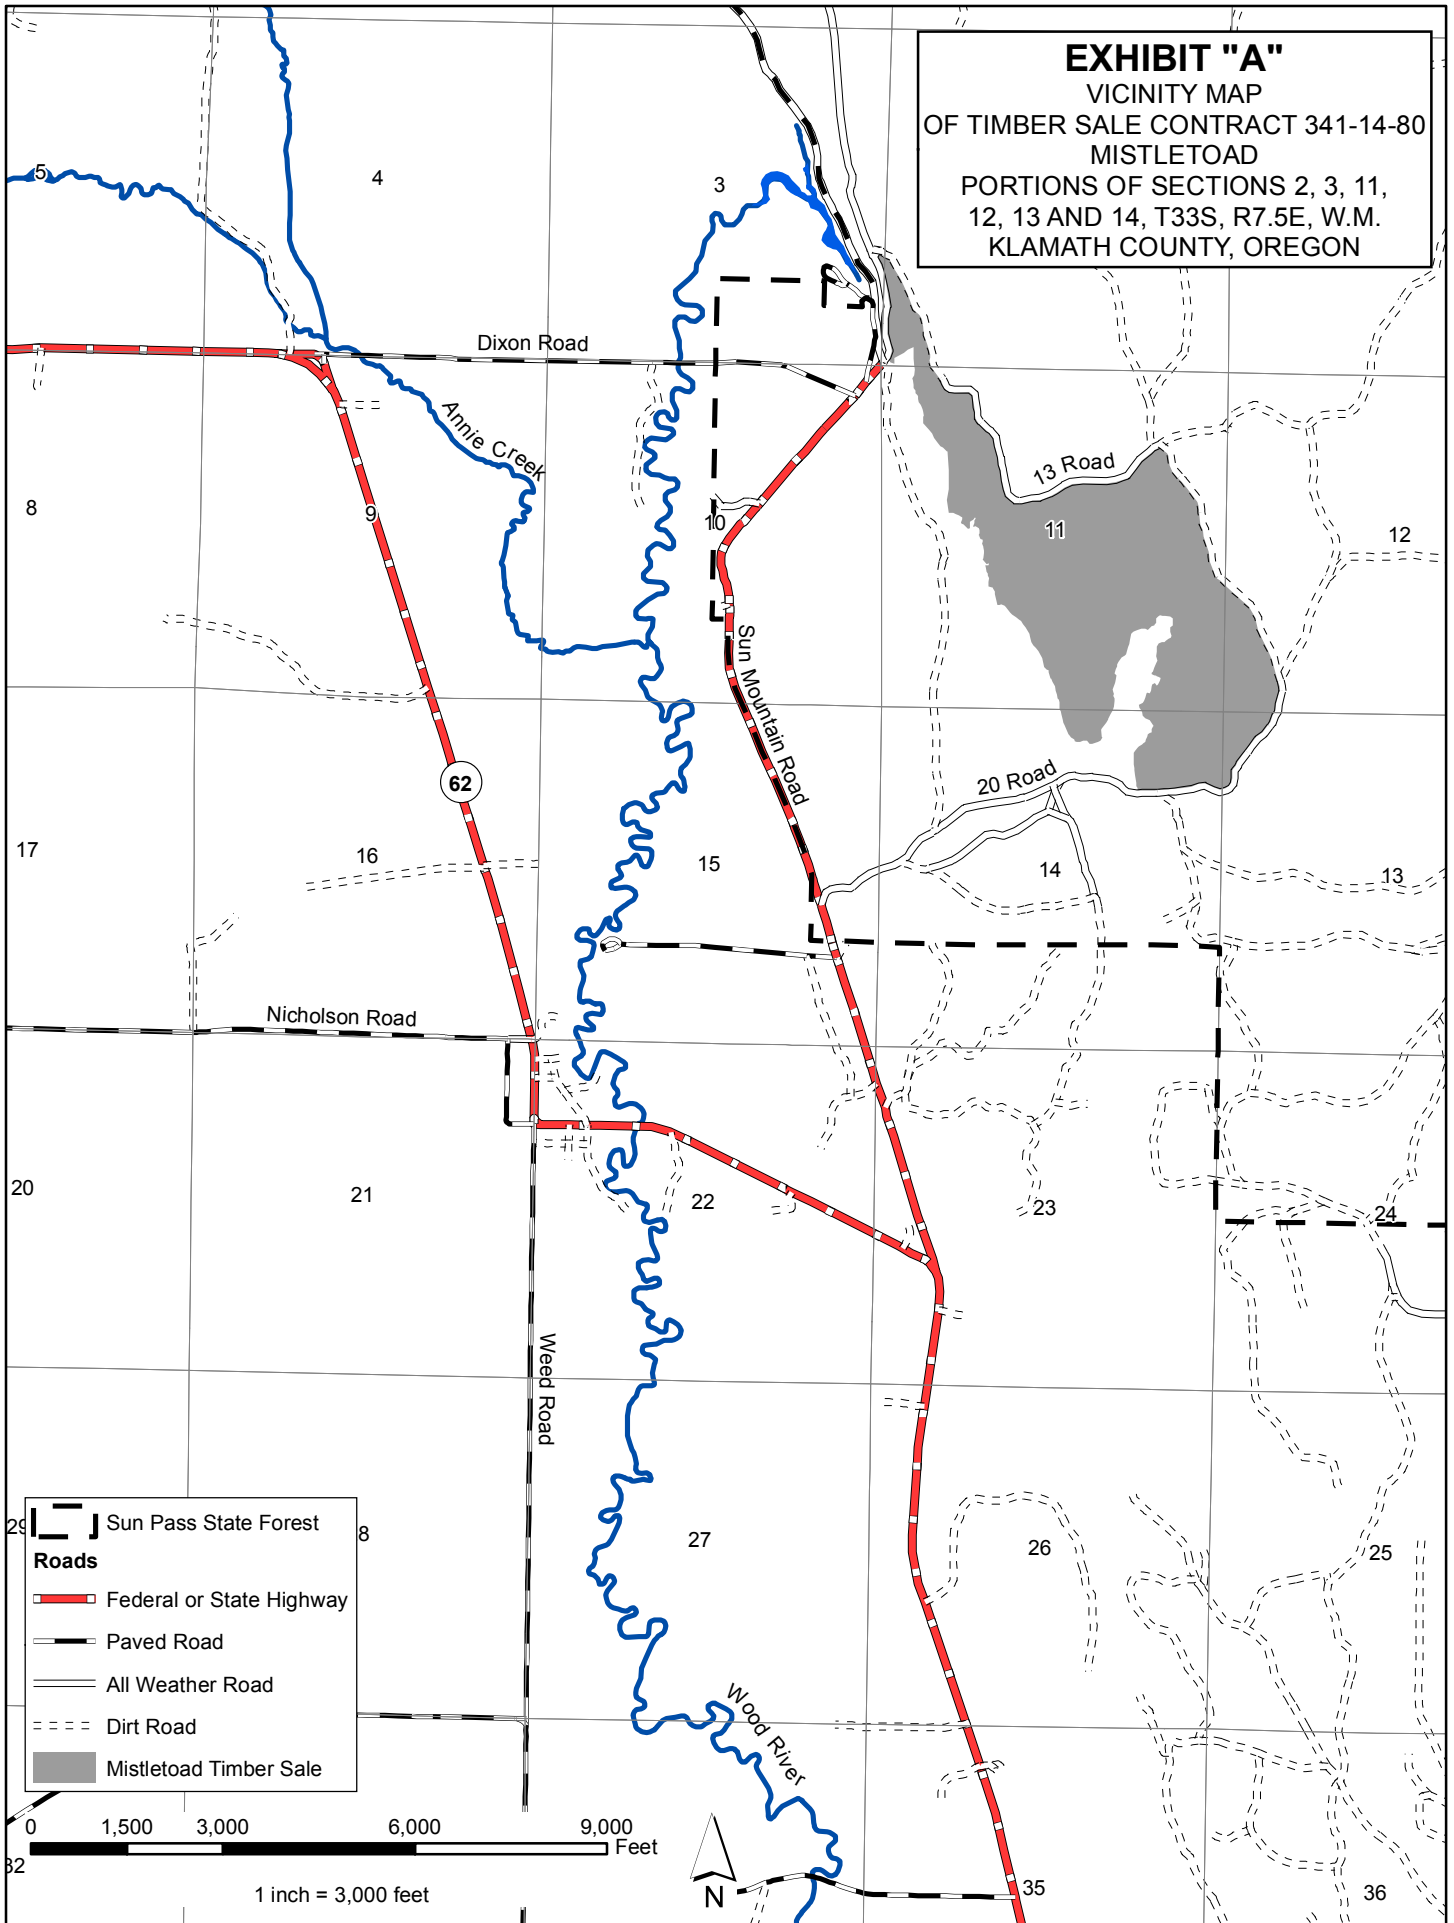 EXHIBIT "A"
VICINITY MAP
OF TIMBER SALE CONTRACT 341-14-80
MISTLETOAD
PORTIONS OF SECTIONS 2, 3, 11,
12, 13 AND 14, T33S, R7.5E, W.M.
KLAMATH COUNTY, OREGON
5
4
3
Dixon Road
Annie Creek
13 Road
8
9
10
11
12
Sun Mountain Road
62
20 Road
17
16
15
14
13
Nicholson Road
20
21
22
23
24
Weed Road
29
8
27
26
25
Sun Pass State Forest
Roads
Federal or State Highway
Paved Road
All Weather Road
Dirt Road
Mistletoad Timber Sale
Wood River
0
1,500
3,000
6,000
9,000
Feet
32
1 inch = 3,000 feet
N
35
36